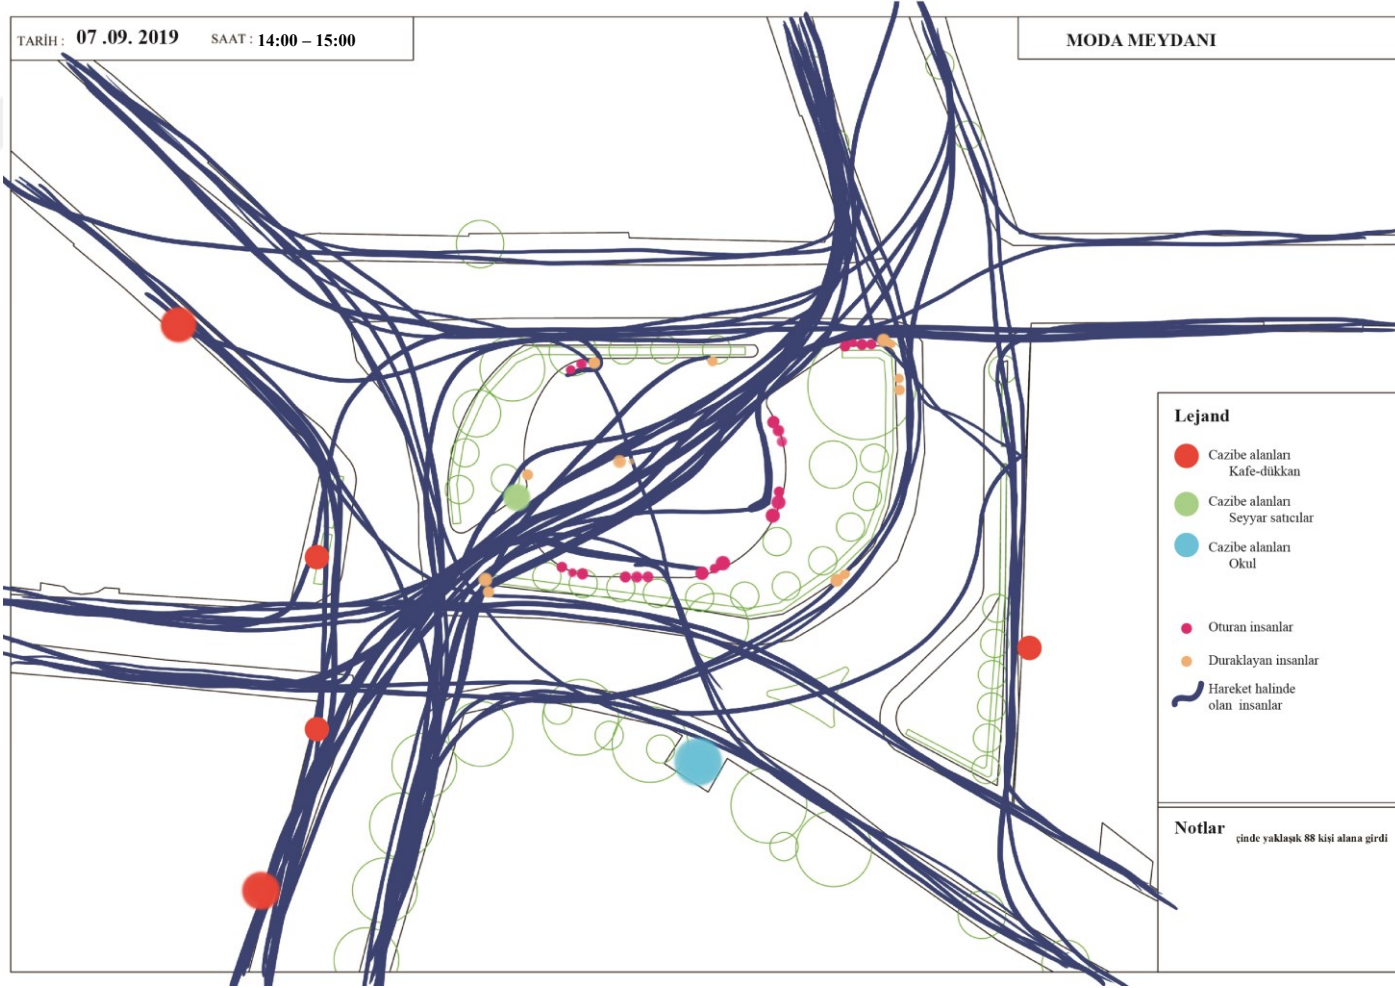 TARİH : 07 .09. 2019 SAAT : 14:00 – 15:00
MODA MEYDANI
Lejand
Cazibe alanları
Kafe-dükkan
Cazibe alanları
Seyyar satıcılar
Cazibe alanları
Okul
Oturan insanlar
Duraklayan insanlar
Hareket halinde
olan insanlar
Notlar
çinde yaklaşık 88 kişi alana girdi